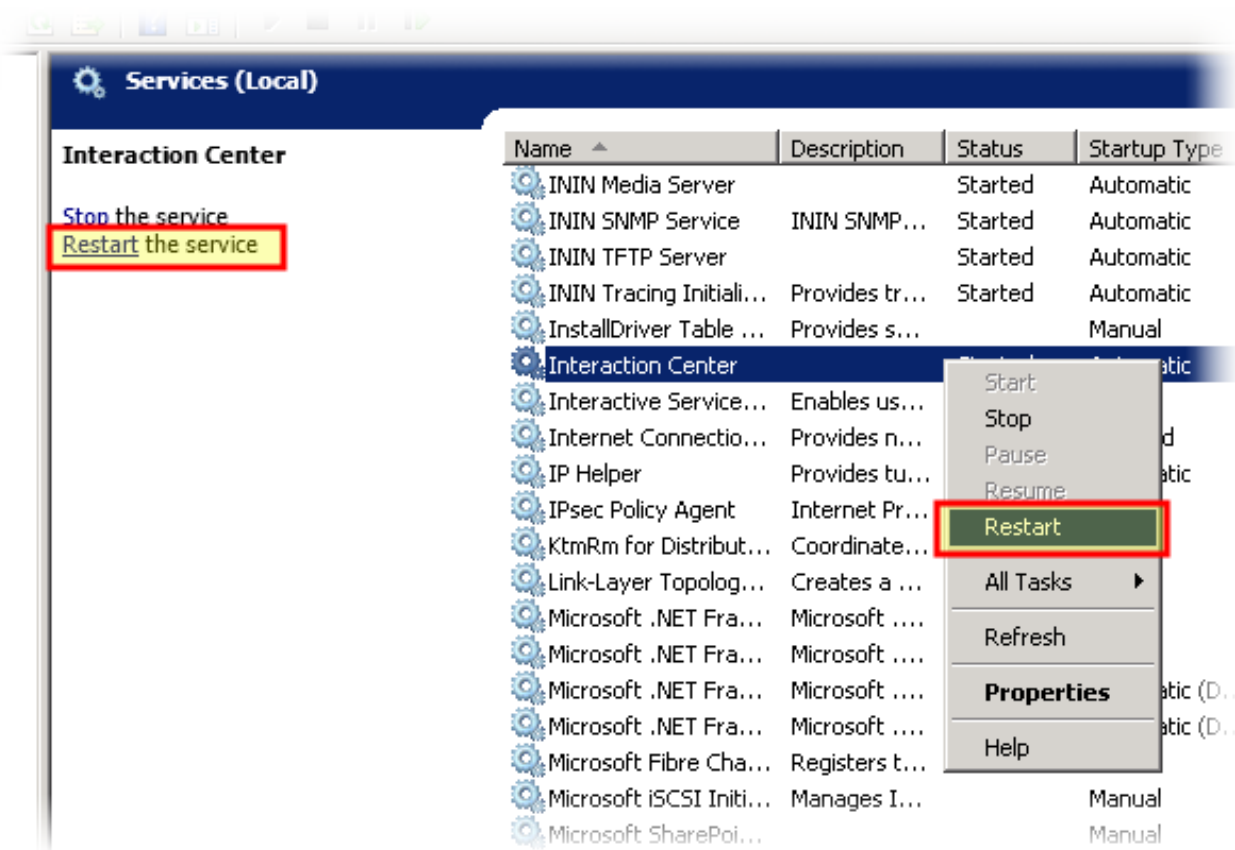 Services (Local)
Interaction Center
Stop the service
Restart the service
Name Description Status Startup Type
ININ Media Server Started Automatic
ININ SNMP Service ININ SNMP... Started Automatic
ININ TFTP Server Started Automatic
ININ Tracing Initiali... Provides tr... Started Automatic
InstallDriver Table ... Provides s... Manual
Interaction Center atic
Interactive Service... Enables us...
Internet Connectio... Provides n... d
IP Helper Provides tu... atic
IPsec Policy Agent Internet Pr...
KtmRm for Distribut... Coordinate...
Link-Layer Topolog... Creates a ...
Microsoft .NET Fra... Microsoft ....
Microsoft .NET Fra... Microsoft ....
Microsoft .NET Fra... Microsoft .... atic (D...
Microsoft .NET Fra... Microsoft .... atic (D...
Microsoft Fibre Cha... Registers t...
Microsoft iSCSI Initi... Manages I... Manual
Microsoft SharePoi... Manual
Start
Stop
Pause
Resume
Restart
All Tasks
Refresh
Properties
Help